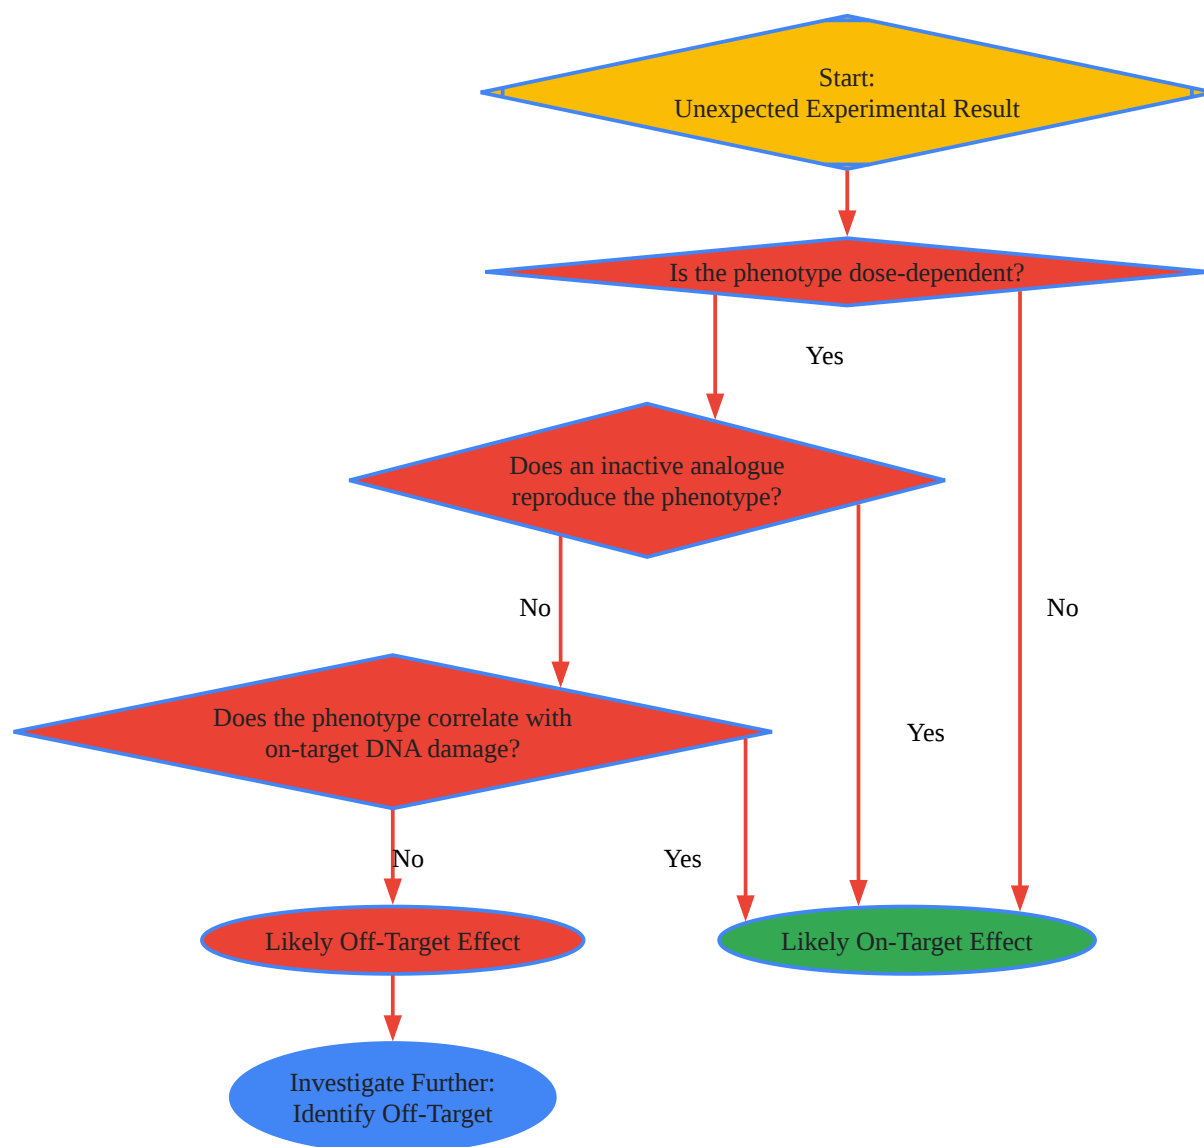 Start:
Unexpected Experimental Result
Is the phenotype dose-dependent?
Yes
Does an inactive analogue
reproduce the phenotype?
No
No
Does the phenotype correlate with
on-target DNA damage?
Yes
No
Yes
Likely Off-Target Effect
Likely On-Target Effect
Investigate Further:
Identify Off-Target